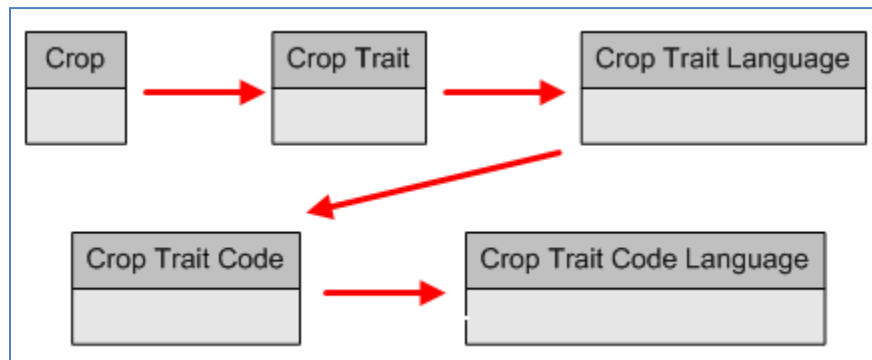 Crop
Crop Trait
Crop Trait Language
Crop Trait Code
Crop Trait Code Language